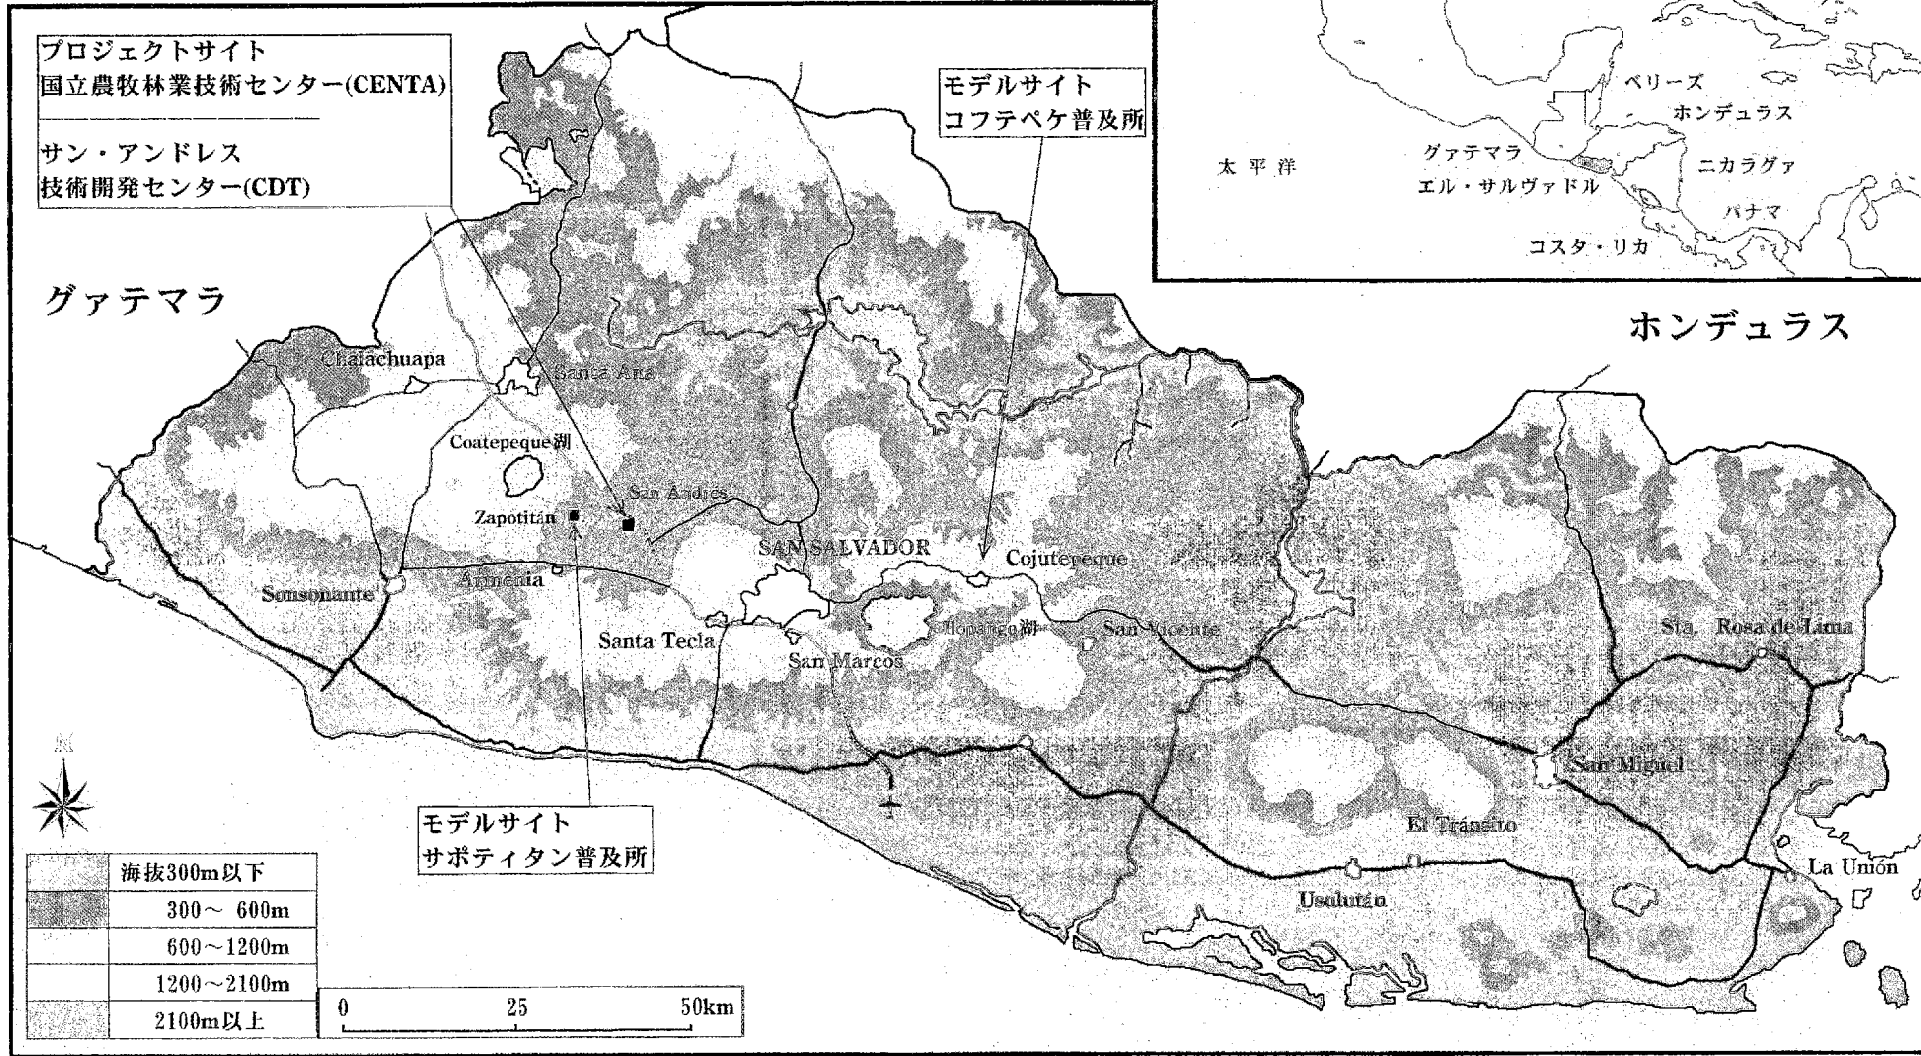 プロジェクトサイト
国立農牧林業技術センター(CENTA)
サン・アンドレス
技術開発センター(CDT)
モデルサイト
コフテペケ普及所
ベリーズ
ホンデュラス
グァテマラ
ニカラグァ
エル・サルヴァドル
パナマ
コスタ・リカ
太平洋
グァテマラ
ホンデュラス
Chalachuapa
Santa Ana
Coatepeque湖
San Andrés
Zapotitán
SAN SALVADOR
Cojutepeque
Armenia
Sonsonante
Santa Tecla
San Marcos
Ilopango湖
San Vicente
Sta. Rosa de Lima
San Miguel
El Tránsito
La Unión
Usulután
モデルサイト
サポティタン普及所
N
海抜300m以下
300～ 600m
600～1200m
1200～2100m
2100m以上
0 25 50km